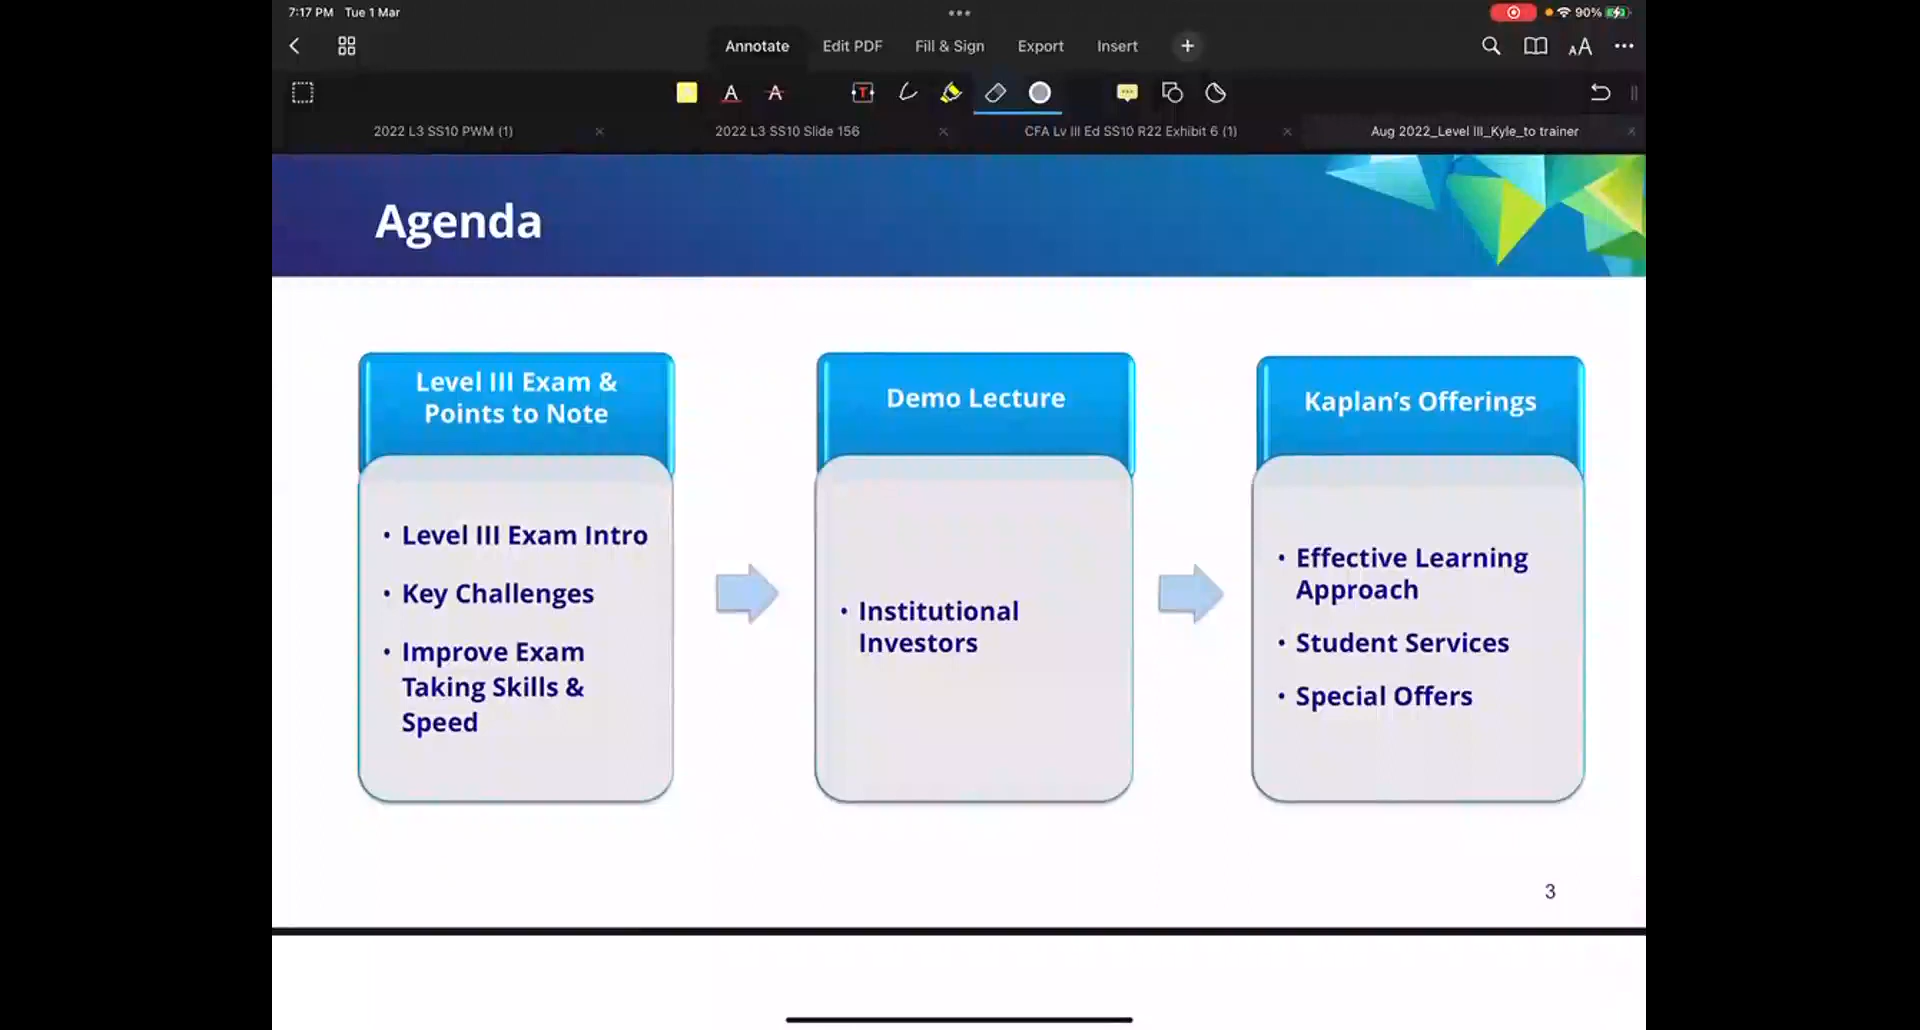 7:17 PM Tue 1 Mar
90%
Annotate Edit PDF Fill & Sign Export Insert
AA
A A T
2022 L3 SS10 PWM (1)
2022 L3 SS10 Slide 156
CFA Lv III Ed SS10 R22 Exhibit 6 (1)
Aug 2022_Level III_Kyle_to trainer
Agenda
Level III Exam &
Points to Note
• Level III Exam Intro
• Key Challenges
• Improve Exam
Taking Skills &
Speed
Demo Lecture
• Institutional
Investors
Kaplan’s Offerings
• Effective Learning
Approach
• Student Services
• Special Offers
3